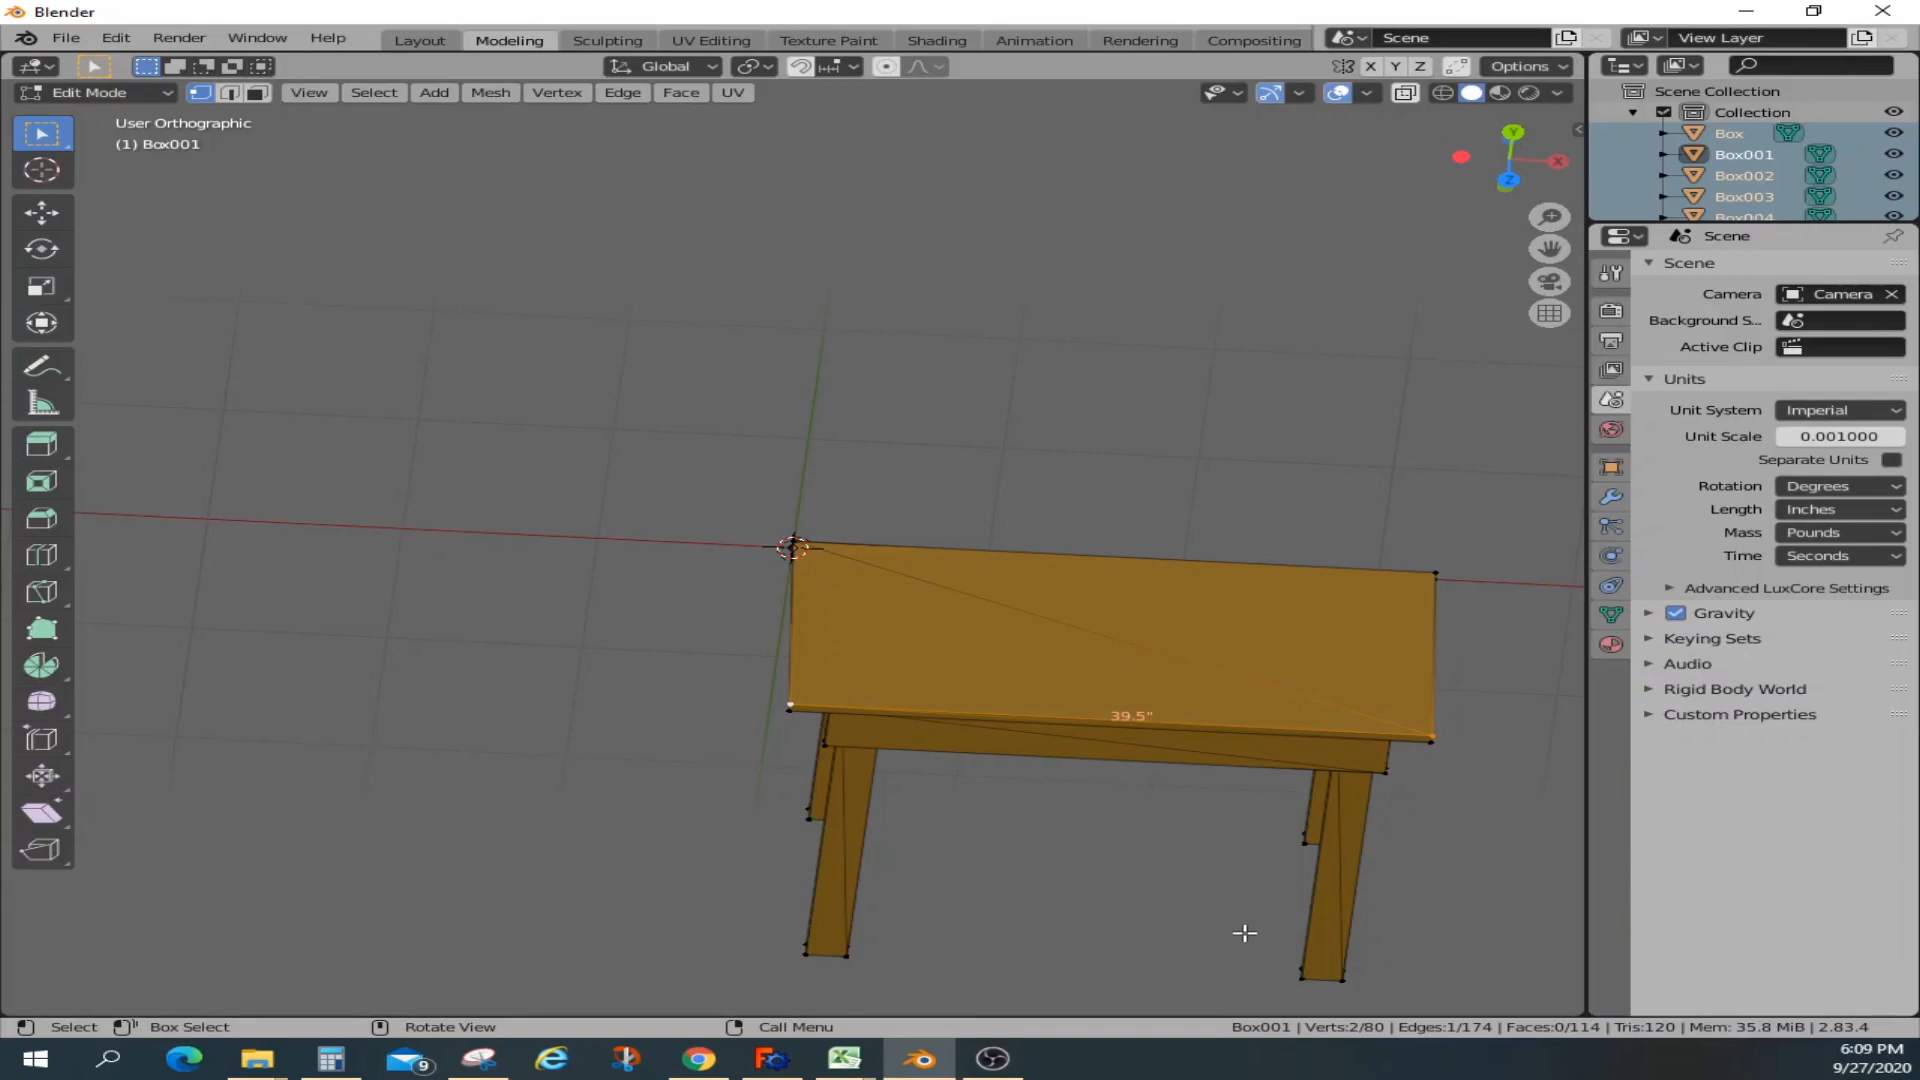 Blender
File Edit Render Window Help Layout Modeling Sculpting UV Editing Texture Paint Shading Animation Rendering Compositing Scene View Layer
Global X Y Z Options
Edit Mode View Select Add Mesh Vertex Edge Face UV
User Orthographic
(1) Box001
Y
X
Z
39.5"
Scene Collection
Collection
Box
Box001
Box002
Box003
Box004
Scene
Scene
Camera Camera
Background S...
Active Clip
Units
Unit System Imperial
Unit Scale 0.001000
Separate Units
Rotation Degrees
Length Inches
Mass Pounds
Time Seconds
Advanced LuxCore Settings
Gravity
Keying Sets
Audio
Rigid Body World
Custom Properties
Select Box Select Rotate View Call Menu Box001 | Verts:2/80 | Edges:1/174 | Faces:0/114 | Tris:120 | Mem: 35.8 MiB | 2.83.4
9
6:09 PM
9/27/2020